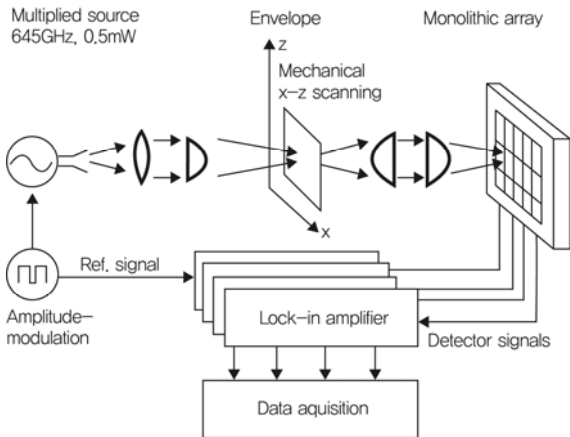 Multiplied source
645GHz, 0.5mW
Envelope
Monolithic array
z
Mechanical
x-z scanning
x
Ref. signal
Amplitude-
modulation
Lock-in amplifier
Detector signals
Data aquisition